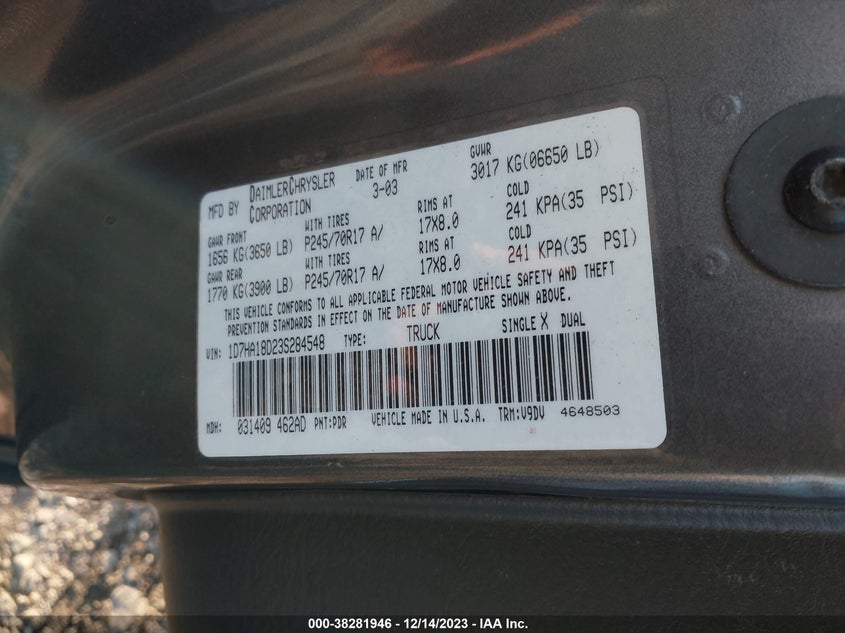 MFD BY DAIMLERCHRYSLER CORPORATION DATE OF MFR 3-03 GVWR 3017 KG(06650 LB)
GAWR FRONT WITH TIRES RIMS AT COLD
1656 KG(3650 LB) P245/70R17 A/ 17X8.0 241 KPA(35 PSI)
GAWR REAR WITH TIRES RIMS AT COLD
1770 KG(3900 LB) P245/70R17 A/ 17X8.0 241 KPA(35 PSI)
THIS VEHICLE CONFORMS TO ALL APPLICABLE FEDERAL MOTOR VEHICLE SAFETY AND THEFT
PREVENTION STANDARDS IN EFFECT ON THE DATE OF MANUFACTURE SHOWN ABOVE.
VIN: 1D7HA18D23S284548 TYPE: TRUCK SINGLE X DUAL
MDH: 031409 462AD PNT:PDR VEHICLE MADE IN U.S.A. TRM:V9DV 4648503
000-38281946 - 12/14/2023 - IAA Inc.